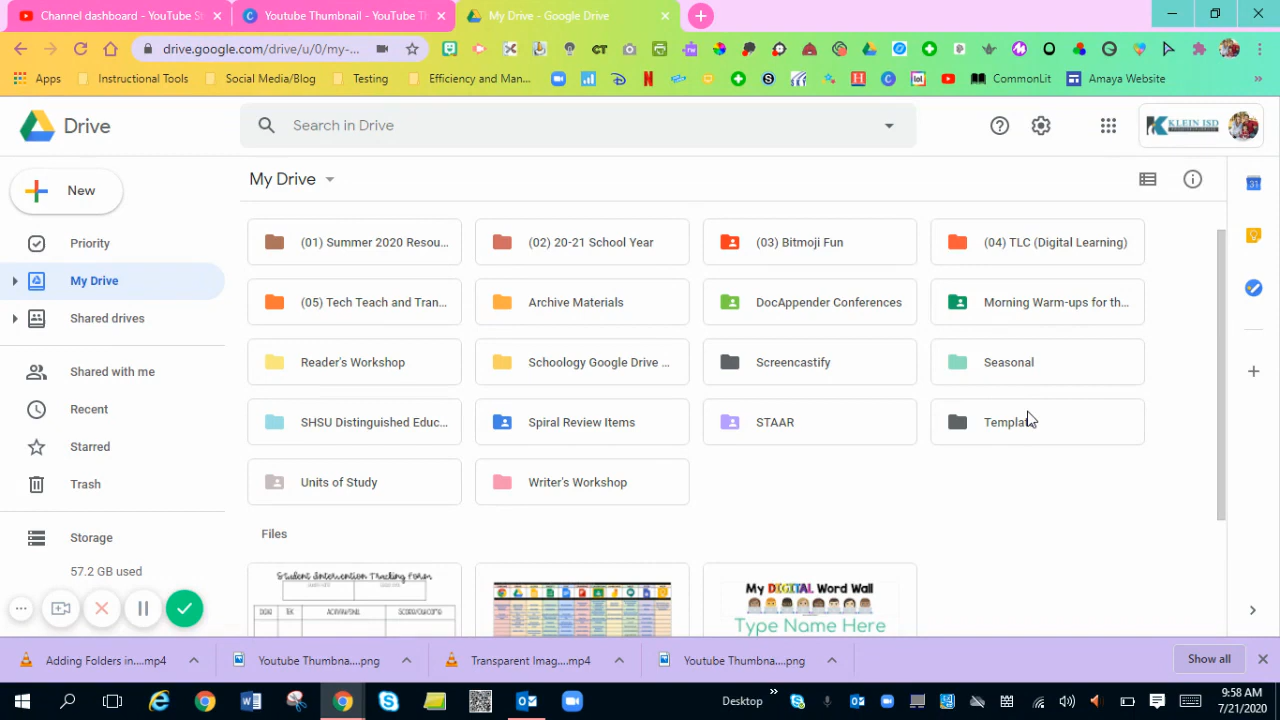 Channel dashboard - YouTube S
Youtube Thumbnail - YouTube T
My Drive - Google Drive
drive.google.com/drive/u/0/my-...
Apps
Instructional Tools
Social Media/Blog
Testing
Efficiency and Man...
CommonLit
Amaya Website
Drive
Search in Drive
KLEIN ISD
New
My Drive
Priority
My Drive
Shared drives
Shared with me
Recent
Starred
Trash
Storage
57.2 GB used
(01) Summer 2020 Resou...
(02) 20-21 School Year
(03) Bitmoji Fun
(04) TLC (Digital Learning)
(05) Tech Teach and Tran...
Archive Materials
DocAppender Conferences
Morning Warm-ups for th...
Reader's Workshop
Schoology Google Drive ...
Screencastify
Seasonal
SHSU Distinguished Educ...
Spiral Review Items
STAAR
Templat
Units of Study
Writer's Workshop
Files
Student Intervention Tracking Form
My DIGITAL Word Wall
Type Name Here
Adding Folders in....mp4
Youtube Thumbna....png
Transparent Imag....mp4
Youtube Thumbna....png
Show all
Desktop
9:58 AM
7/21/2020